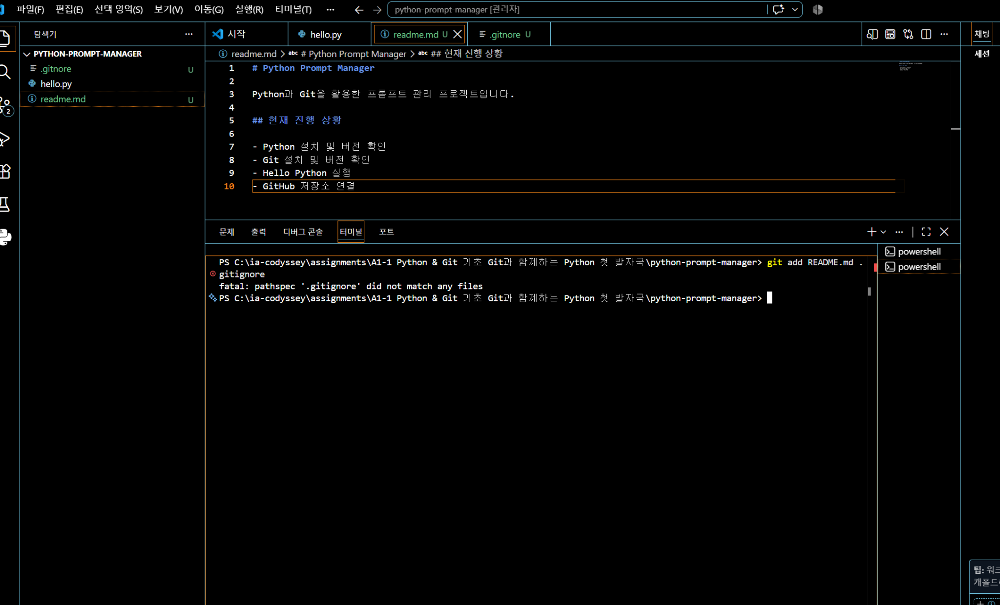 파일(F) 편집(E) 선택 영역(S) 보기(V) 이동(G) 실행(R) 터미널(T) ··· python-prompt-manager [관리자]
탐색기 ···
시작 hello.py readme.md U .gitnore U ···
채팅
세션
PYTHON-PROMPT-MANAGER
.gitnore U
hello.py
readme.md U
2
readme.md > abc # Python Prompt Manager > abc ## 현재 진행 상황
1 # Python Prompt Manager
2
3 Python과 Git을 활용한 프롬프트 관리 프로젝트입니다.
4
5 ## 현재 진행 상황
6
7 - Python 설치 및 버전 확인
8 - Git 설치 및 버전 확인
9 - Hello Python 실행
10 - GitHub 저장소 연결
문제 출력 디버그 콘솔 터미널 포트 ···
PS C:\ia-codyssey\assignments\A1-1 Python & Git 기초 Git과 함께하는 Python 첫 발자국\python-prompt-manager> git add README.md .
gitignore
fatal: pathspec '.gitignore' did not match any files
PS C:\ia-codyssey\assignments\A1-1 Python & Git 기초 Git과 함께하는 Python 첫 발자국\python-prompt-manager>
powershell
powershell
팁: